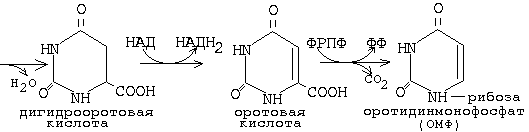 O
НАД
НАДН2
O
ФРПФ
ФФ
O
HN
HN
HN
H2O
O
NH
COOH
O
NH
COOH
CO2
O
NH
рибоза
дигидрооротовая
кислота
оротовая
кислота
оротидинмонофосфат
(ОМФ)